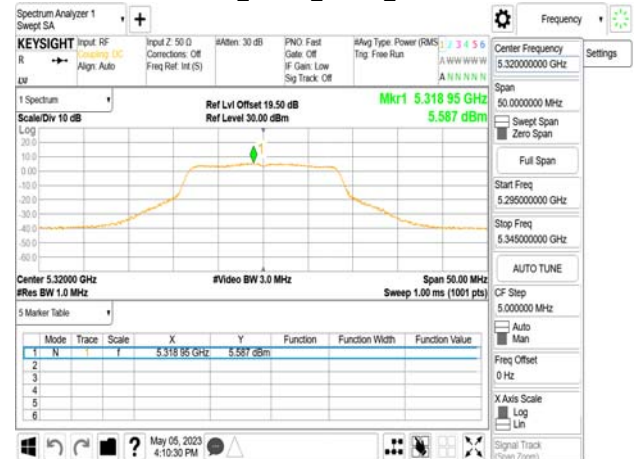 Spectrum Analyzer 1
Swept SA
Frequency
KEYSIGHT Input: RF
R
Coupling: DC
Align: Auto
Input Z: 50 Ω
Corrections: Off
Freq Ref: Int (S)
#Atten: 30 dB
PNO: Fast
Gate: Off
IF Gain: Low
Sig Track: Off
#Avg Type: Power (RMS
Trig: Free Run
1 2 3 4 5 6
A W W W W W
A N N N N N
Center Frequency
5.320000000 GHz
Settings
Span
50.0000000 MHz
Swept Span
Zero Span
Full Span
Start Freq
5.295000000 GHz
Stop Freq
5.345000000 GHz
AUTO TUNE
CF Step
5.000000 MHz
Auto
Man
Freq Offset
0 Hz
X Axis Scale
Log
Lin
Signal Track
(Span Zoom)
1 Spectrum
Scale/Div 10 dB
Ref Lvl Offset 19.50 dB
Ref Level 30.00 dBm
Mkr1 5.318 95 GHz
5.587 dBm
Log
20.0
10.0
0.00
-10.0
-20.0
-30.0
-40.0
-50.0
-60.0
1
Center 5.32000 GHz
#Res BW 1.0 MHz
#Video BW 3.0 MHz
Span 50.00 MHz
Sweep 1.00 ms (1001 pts)
5 Marker Table
Mode Trace Scale X Y Function Function Width Function Value
1 N 1 f 5.318 95 GHz 5.587 dBm
2
3
4
5
6
May 05, 2023
4:10:30 PM